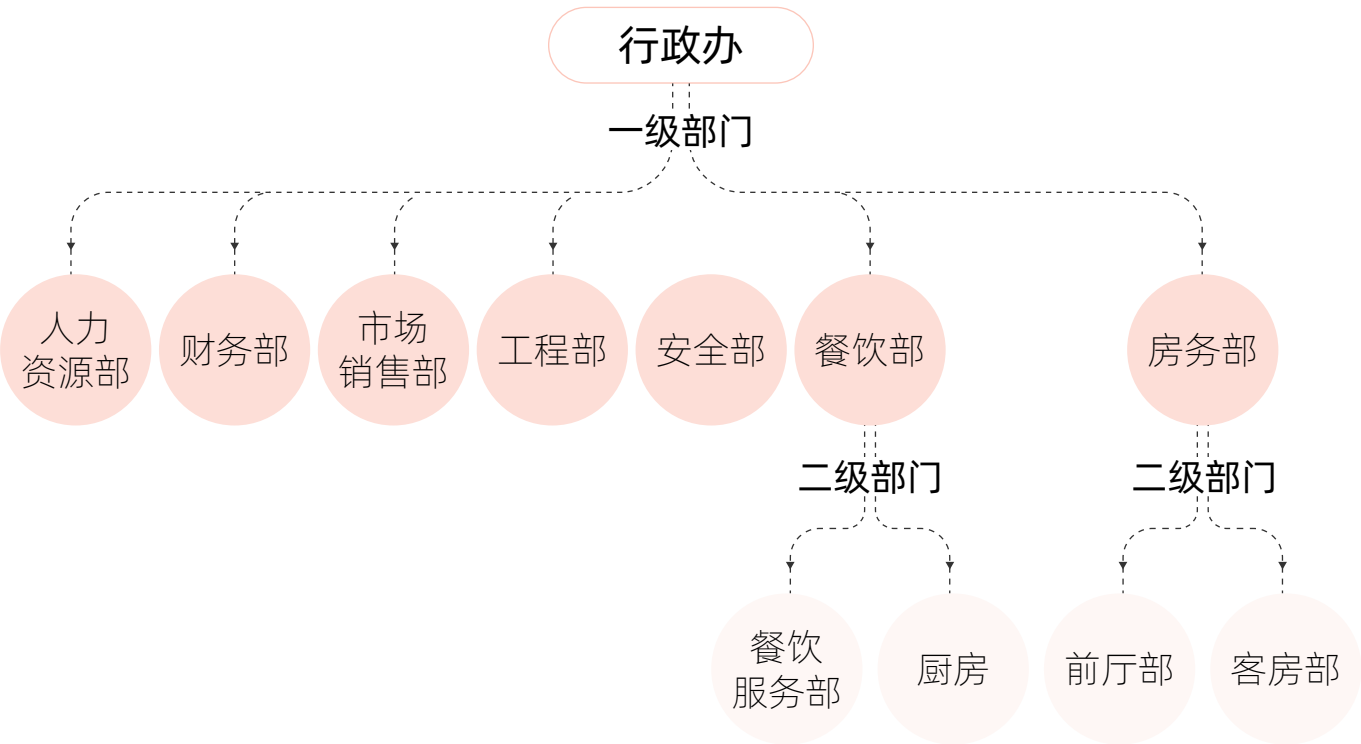 行政办
一级部门
人力
资源部
财务部
市场
销售部
工程部
安全部
餐饮部
房务部
二级部门
二级部门
餐饮
服务部
厨房
前厅部
客房部